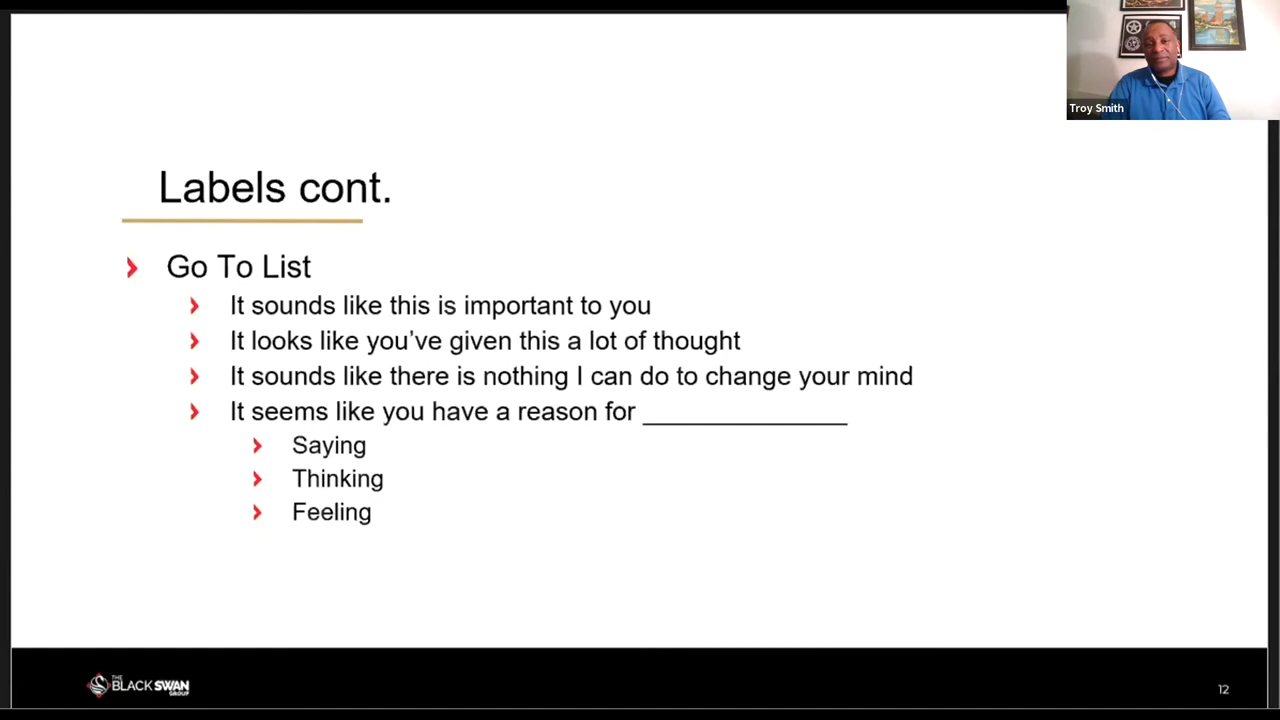 Troy Smith
Labels cont.
Go To List
It sounds like this is important to you
It looks like you've given this a lot of thought
It sounds like there is nothing I can do to change your mind
It seems like you have a reason for ______________
Saying
Thinking
Feeling
THE
BLACK SWAN
GROUP
12